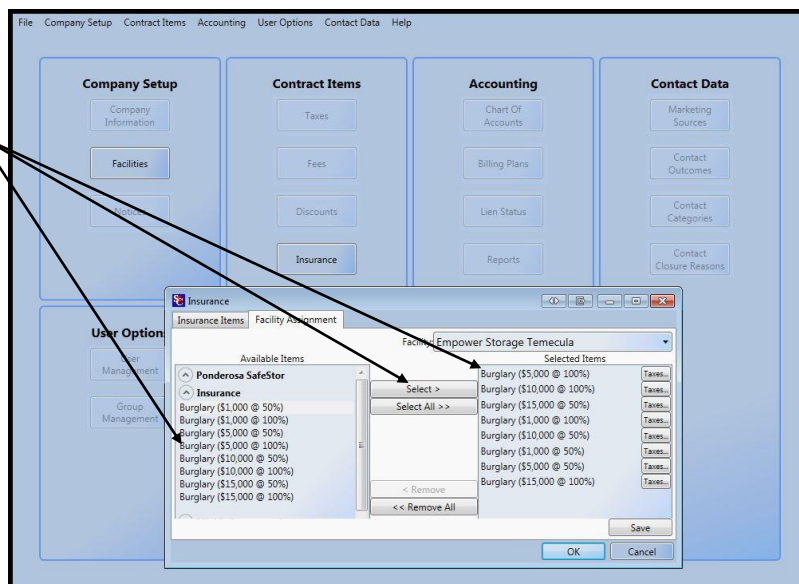 File Company Setup Contract Items Accounting User Options Contact Data Help
Company Setup
Company
Information
Facilities
Notices
Contract Items
Taxes
Fees
Discounts
Insurance
Accounting
Chart Of
Accounts
Billing Plans
Lien Status
Reports
Contact Data
Marketing
Sources
Contact
Outcomes
Contact
Categories
Contact
Closure Reasons
User Options
User
Management
Group
Management
Insurance
Insurance Items Facility Assignment
Facility: Empower Storage Temecula
Available Items
Ponderosa SafeStor
Insurance
Burglary ($1,000 @ 50%)
Burglary ($1,000 @ 100%)
Burglary ($5,000 @ 50%)
Burglary ($5,000 @ 100%)
Burglary ($10,000 @ 50%)
Burglary ($10,000 @ 100%)
Burglary ($15,000 @ 50%)
Burglary ($15,000 @ 100%)
Select >
Select All >>
< Remove
<< Remove All
Selected Items
Burglary ($5,000 @ 100%) Taxes...
Burglary ($10,000 @ 100%) Taxes...
Burglary ($15,000 @ 50%) Taxes...
Burglary ($1,000 @ 100%) Taxes...
Burglary ($10,000 @ 50%) Taxes...
Burglary ($1,000 @ 50%) Taxes...
Burglary ($5,000 @ 50%) Taxes...
Burglary ($15,000 @ 100%) Taxes...
Save
OK Cancel